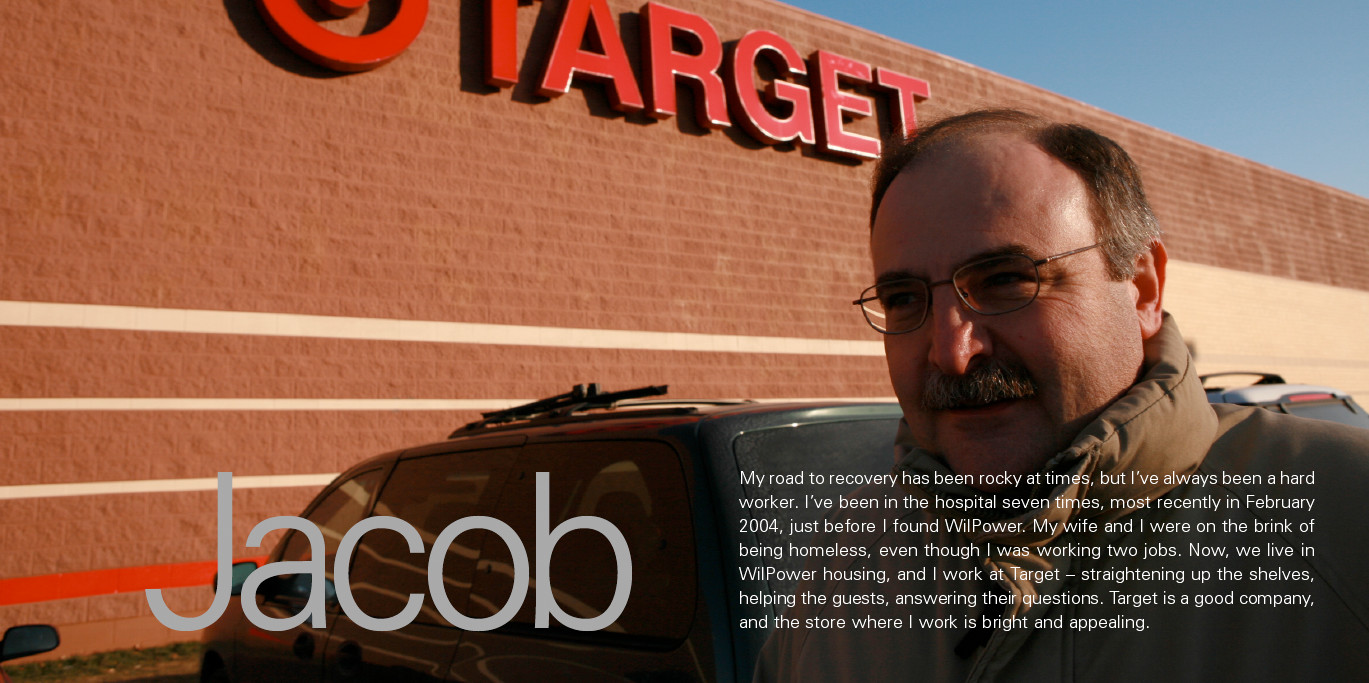 TARGET
Jacob
My road to recovery has been rocky at times, but I've always been a hard
worker. I've been in the hospital seven times, most recently in February
2004, just before I found WilPower. My wife and I were on the brink of
being homeless, even though I was working two jobs. Now, we live in
WilPower housing, and I work at Target – straightening up the shelves,
helping the guests, answering their questions. Target is a good company,
and the store where I work is bright and appealing.